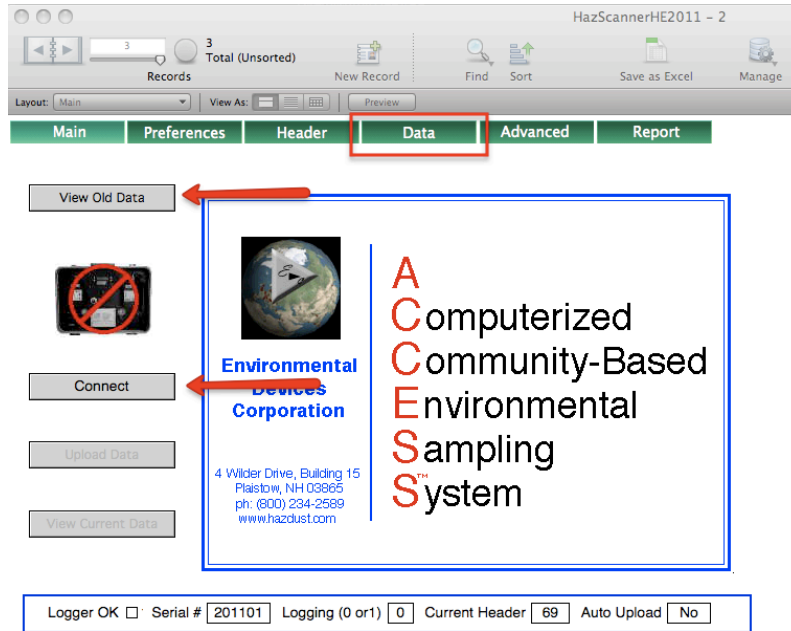 HazScannerHE2011 – 2
3
3
Total (Unsorted)
Records
New Record
Find
Sort
Save as Excel
Manage
Layout: Main
View As:
Preview
Main
Preferences
Header
Data
Advanced
Report
View Old Data
Connect
Upload Data
View Current Data
Environmental
Devices
Corporation
4 Wilder Drive, Building 15
Plaistow, NH 03865
ph: (800) 234-2589
www.hazdust.com
A
Computerized
Community-Based
Environmental
Sampling
System™
Logger OK Serial # 201101 Logging (0 or1) 0 Current Header 69 Auto Upload No